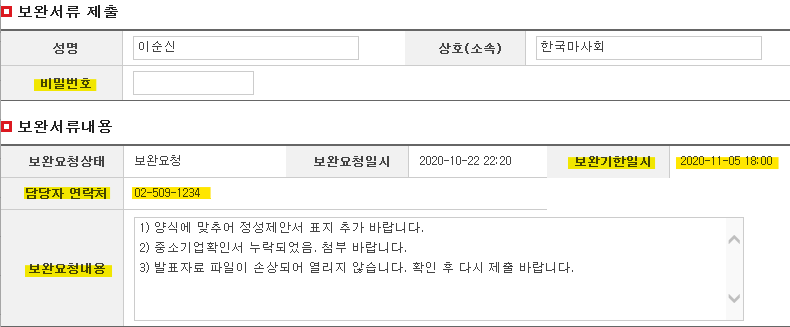 보완서류 제출
성명 이순신 상호(소속) 한국마사회
비밀번호
보완서류내용
보완요청상태 보완요청 보완요청일시 2020-10-22 22:20 보완기한일시 2020-11-05 18:00
담당자 연락처 02-509-1234
보완요청내용
1) 양식에 맞추어 정성제안서 표지 추가 바랍니다.
2) 중소기업확인서 누락되었음. 첨부 바랍니다.
3) 발표자료 파일이 손상되어 열리지 않습니다. 확인 후 다시 제출 바랍니다.